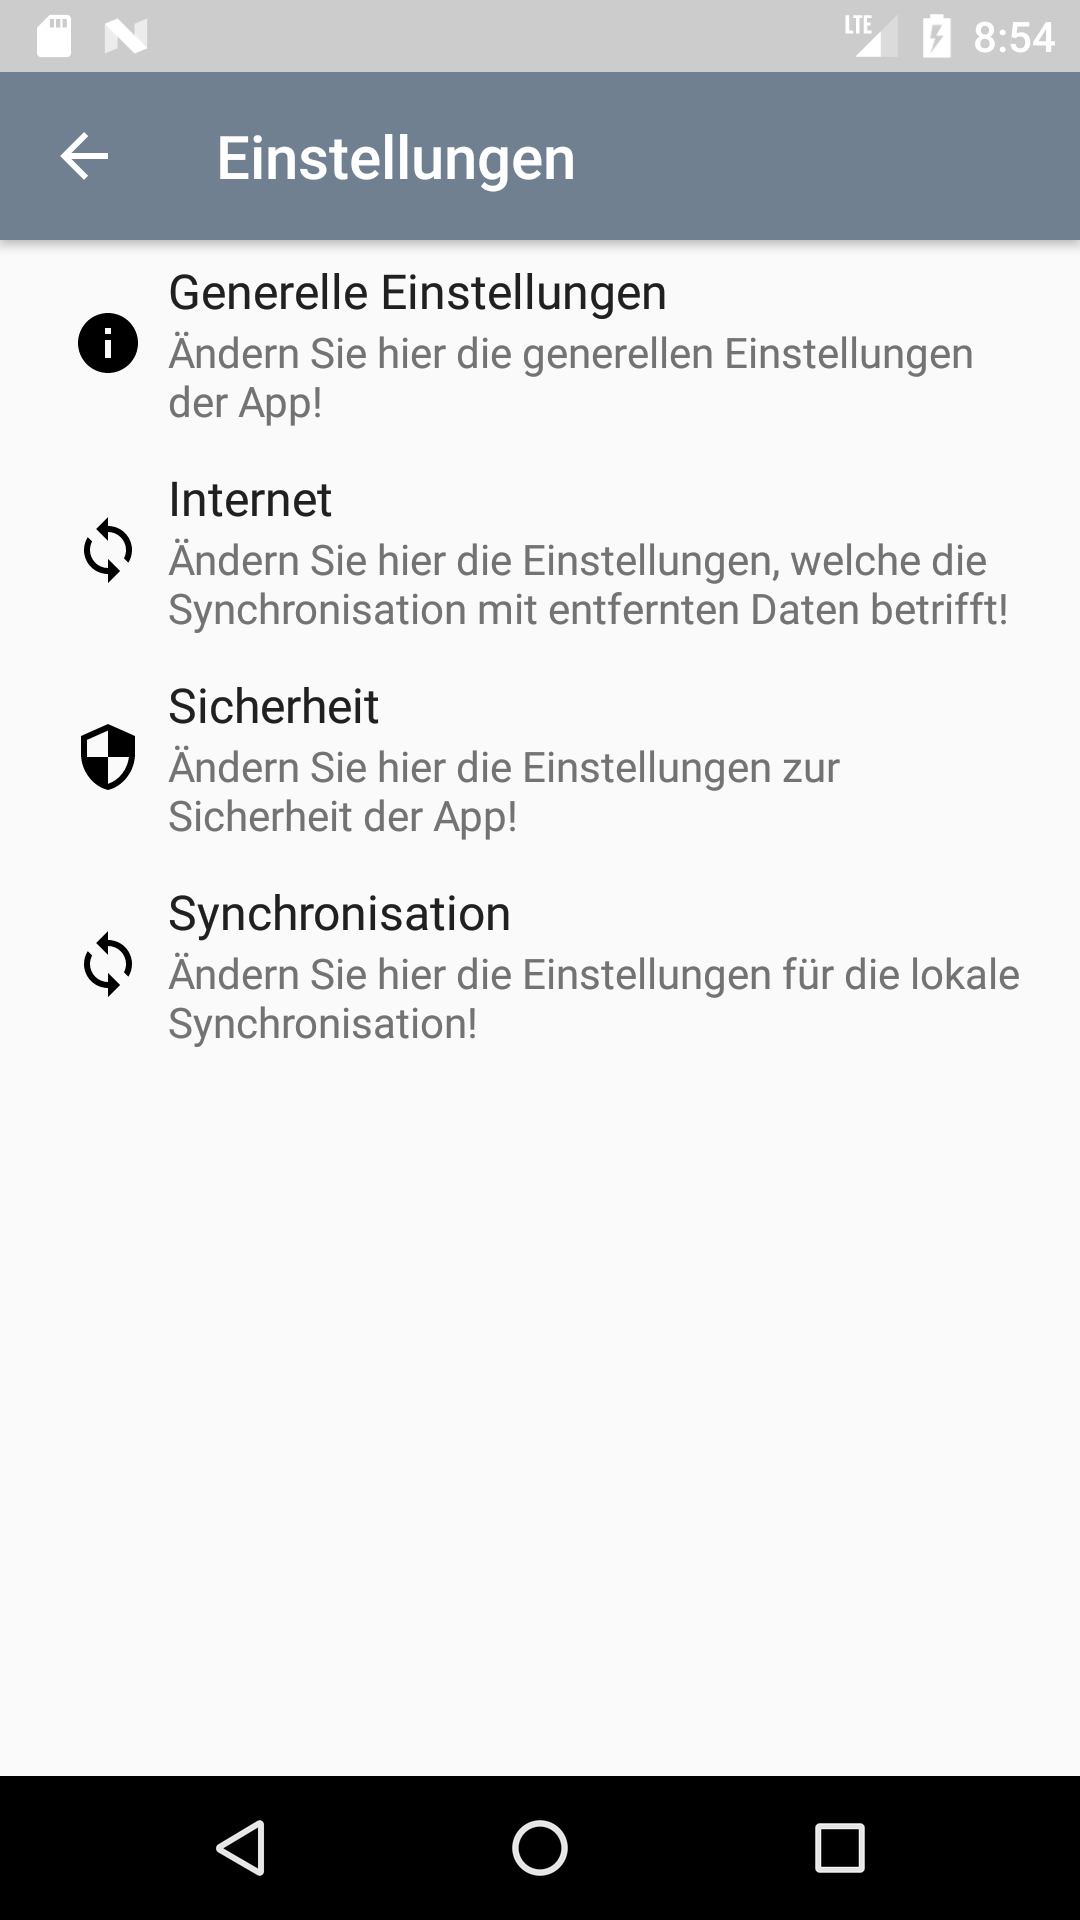 LTE 8:54
Einstellungen
Generelle Einstellungen
Ändern Sie hier die generellen Einstellungen
der App!
Internet
Ändern Sie hier die Einstellungen, welche die
Synchronisation mit entfernten Daten betrifft!
Sicherheit
Ändern Sie hier die Einstellungen zur
Sicherheit der App!
Synchronisation
Ändern Sie hier die Einstellungen für die lokale
Synchronisation!